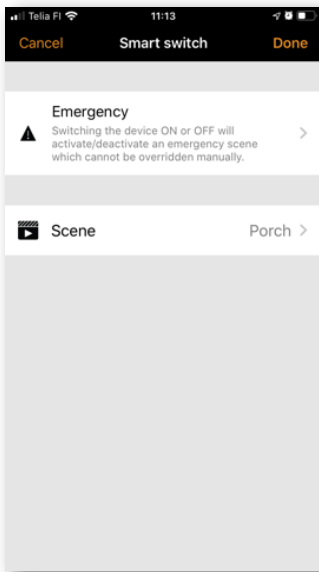 Telia FI 11:13
Cancel Smart switch Done
Emergency
Switching the device ON or OFF will
activate/deactivate an emergency scene
which cannot be overridden manually.
Scene Porch